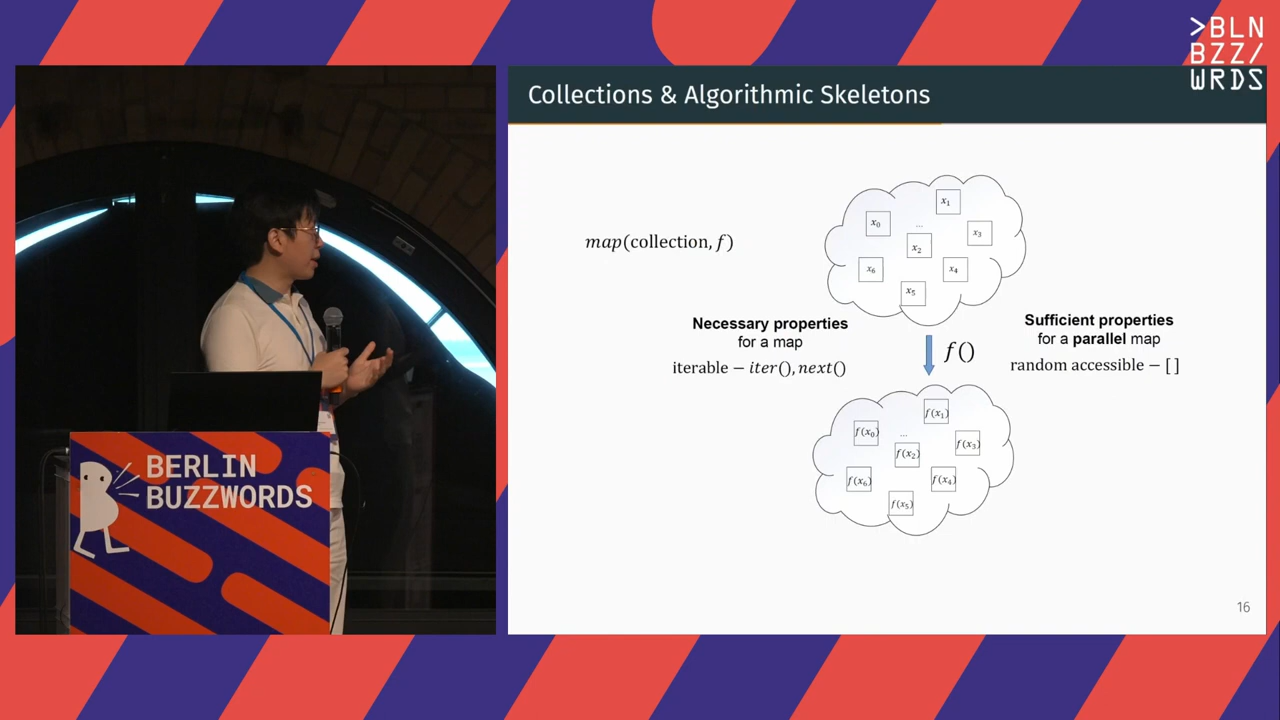 >BLN
BZZ/
WRDS
Collections & Algorithmic Skeletons
map(collection, f)
x₀
x₁
...
x₂
x₃
x₆
x₄
x₅
Necessary properties
for a map
iterable – iter(), next()
f()
Sufficient properties
for a parallel map
random accessible – [ ]
f(x₀)
f(x₁)
...
f(x₂)
f(x₃)
f(x₆)
f(x₄)
f(x₅)
16
BERLIN
BUZZWORDS